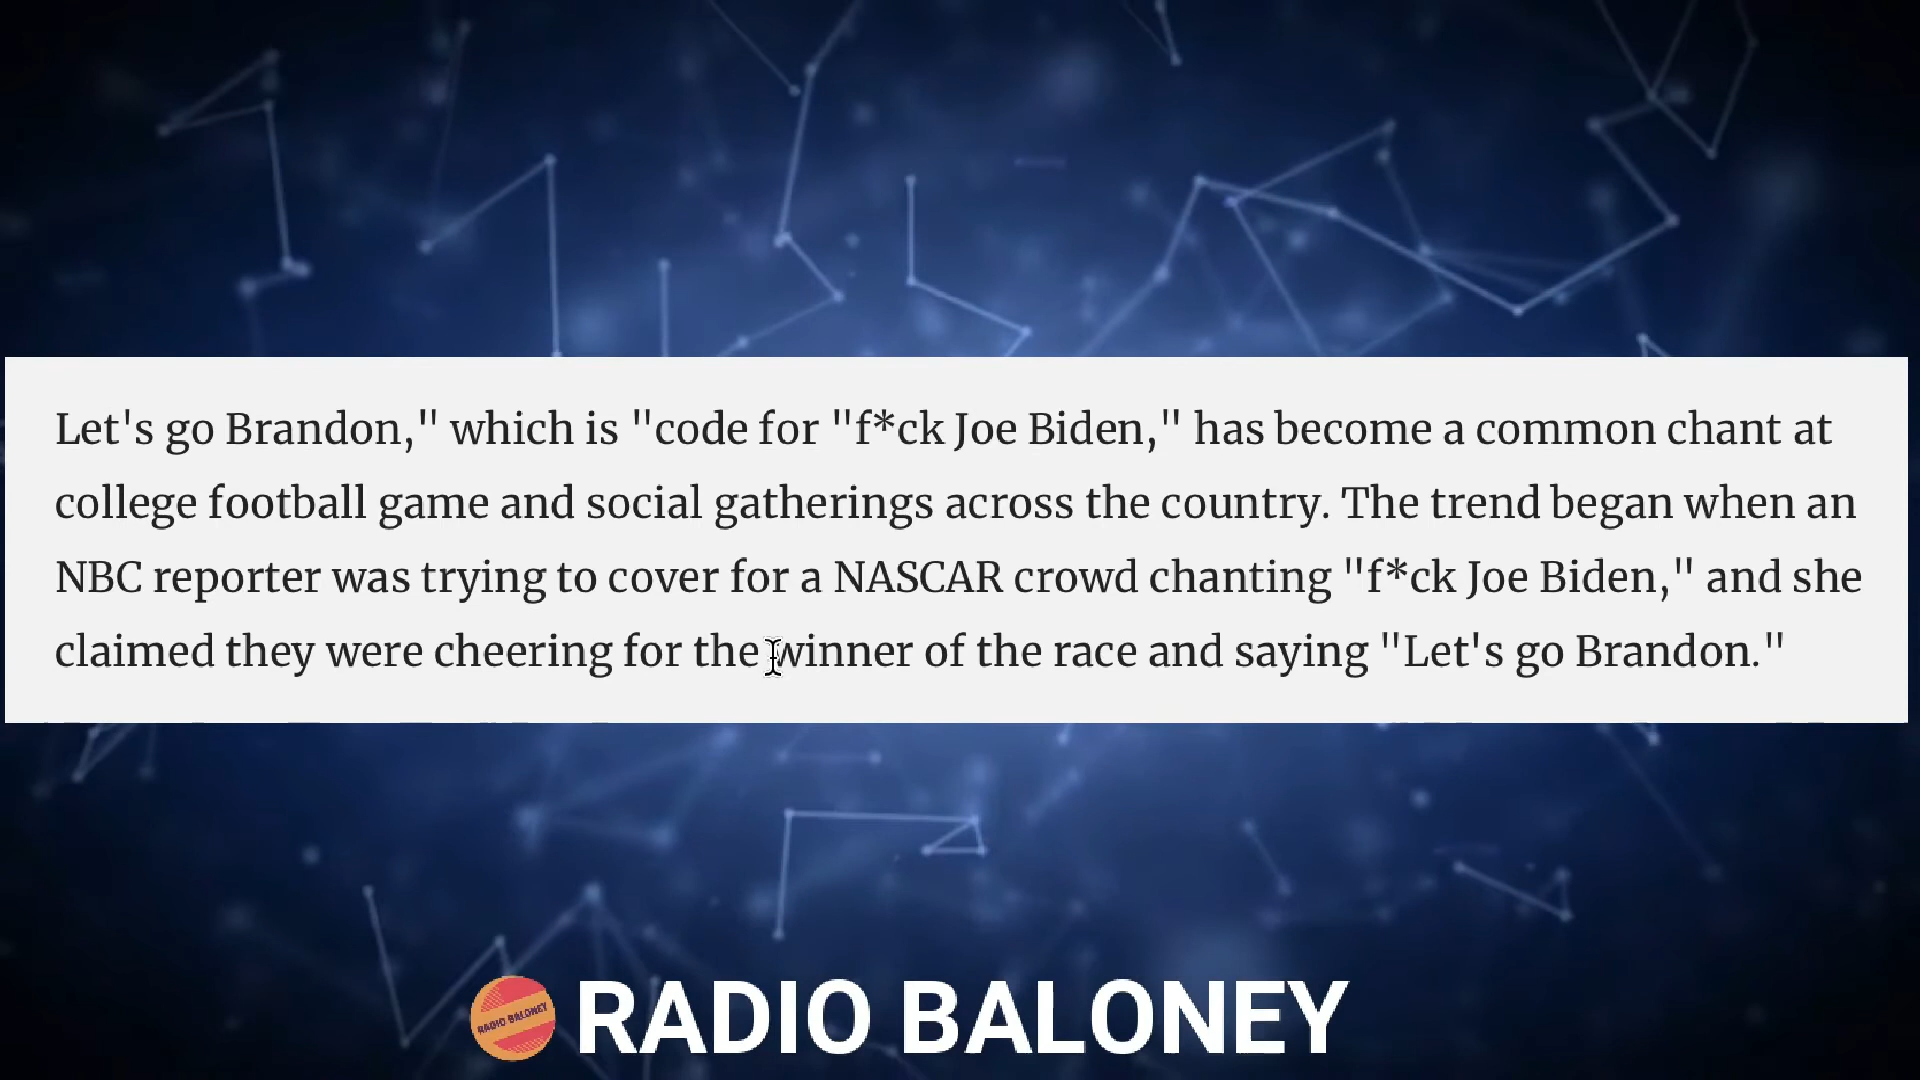 Let's go Brandon," which is "code for "f*ck Joe Biden," has become a common chant at
college football game and social gatherings across the country. The trend began when an
NBC reporter was trying to cover for a NASCAR crowd chanting "f*ck Joe Biden," and she
claimed they were cheering for the winner of the race and saying "Let's go Brandon."
RADIO BALONEY
RADIO BALONEY